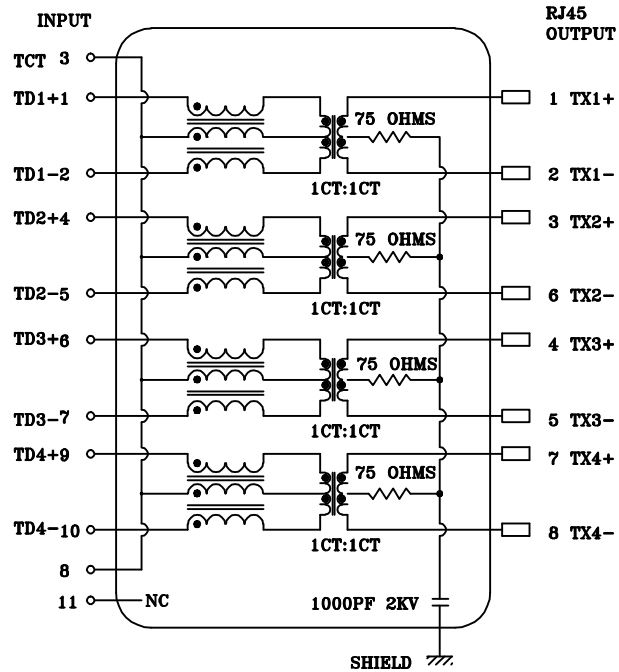 INPUT
RJ45
OUTPUT
TCT 3
TD1+1
75 OHMS
1 TX1+
TD1-2
1CT:1CT
2 TX1-
TD2+4
75 OHMS
3 TX2+
TD2-5
1CT:1CT
6 TX2-
TD3+6
75 OHMS
4 TX3+
TD3-7
1CT:1CT
5 TX3-
TD4+9
75 OHMS
7 TX4+
TD4-10
1CT:1CT
8 TX4-
8
11
NC
1000PF 2KV
SHIELD